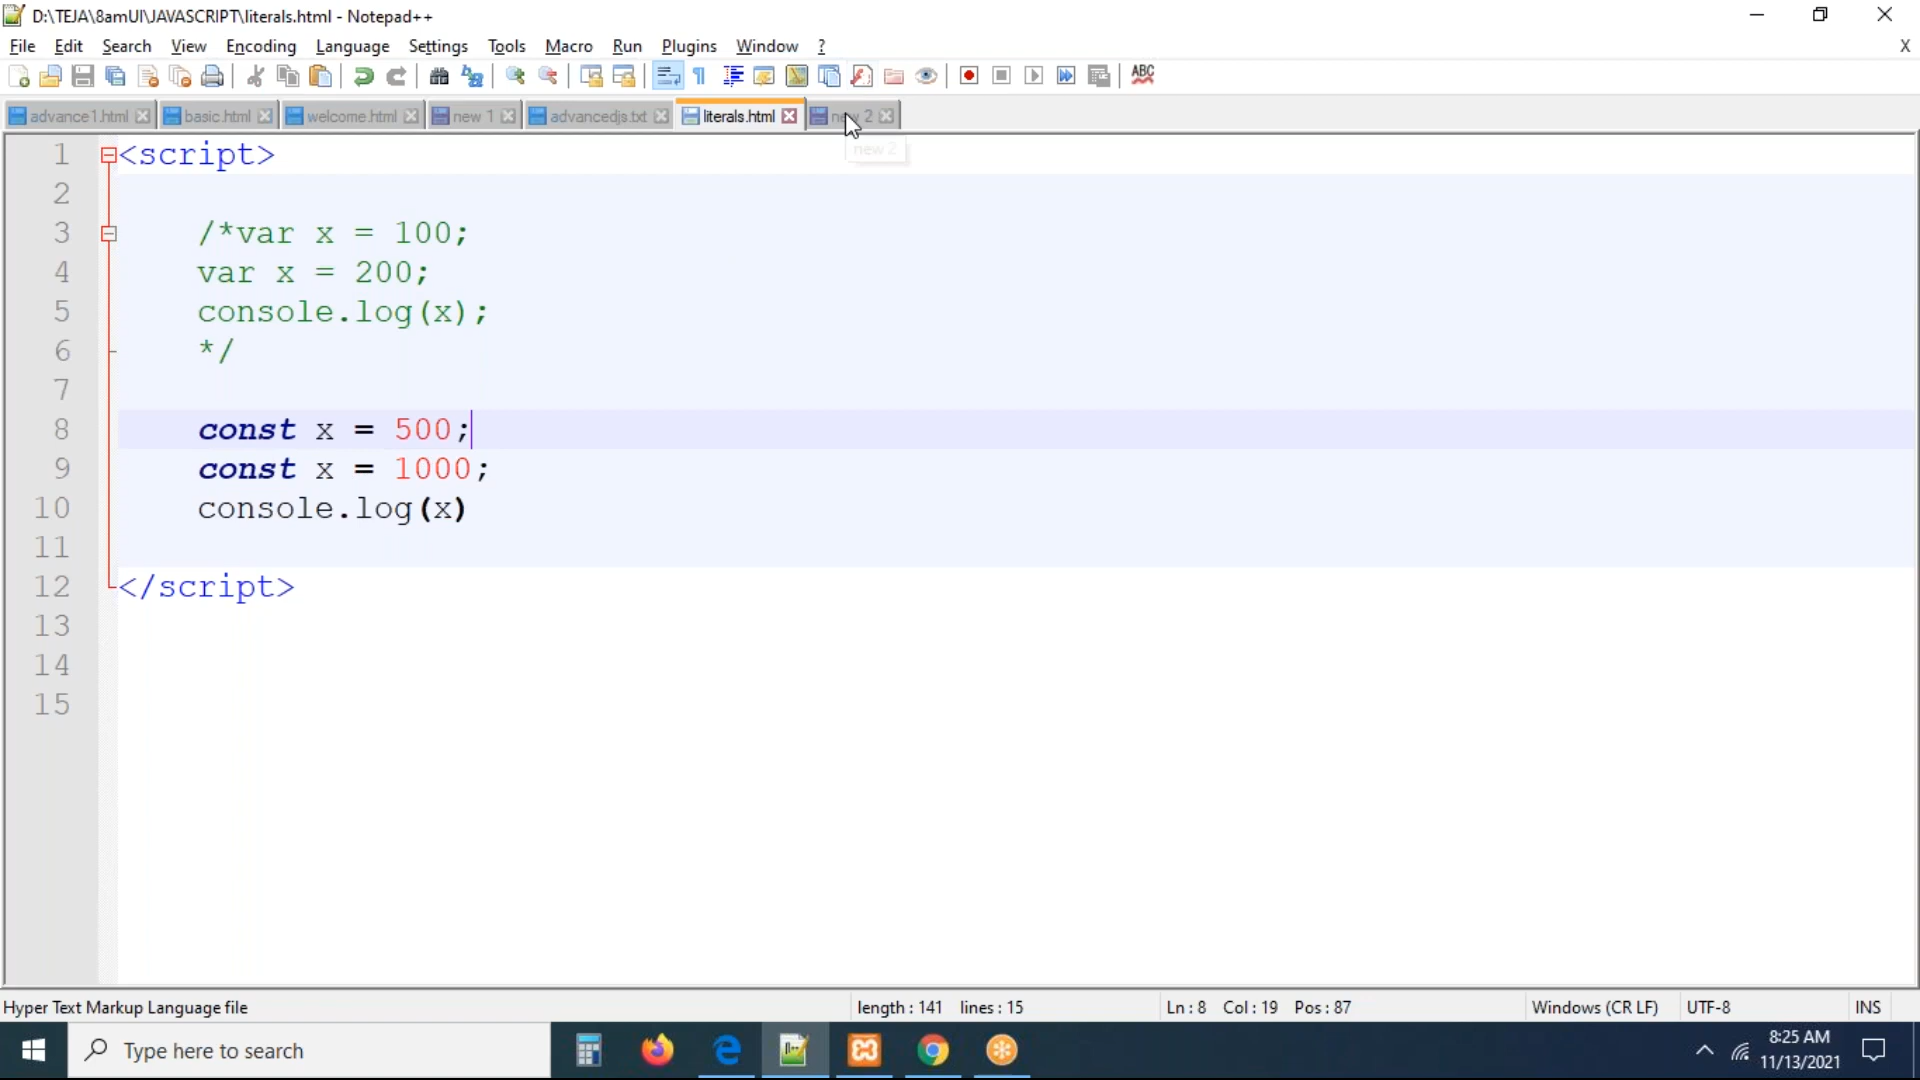 D:\TEJA\8amUI\JAVASCRIPT\literals.html - Notepad++
File Edit Search View Encoding Language Settings Tools Macro Run Plugins Window ? X
ABC
advance1.html basic.html welcome.html new 1 advancedjs.txt literals.html new 2
new 2
1 <script>
2
3 /*var x = 100;
4 var x = 200;
5 console.log(x);
6 */
7
8 const x = 500;
9 const x = 1000;
10 console.log(x)
11
12 </script>
13
14
15
Hyper Text Markup Language file length : 141 lines : 15 Ln : 8 Col : 19 Pos : 87 Windows (CR LF) UTF-8 INS
Type here to search
8:25 AM
11/13/2021